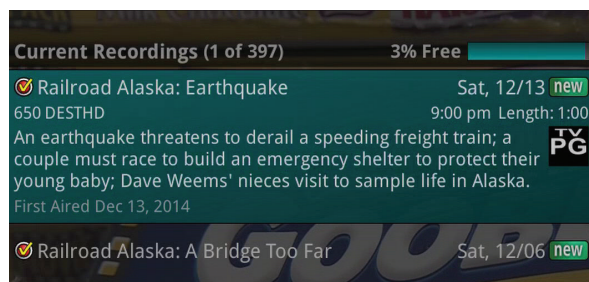 Current Recordings (1 of 397) 3% Free
Railroad Alaska: Earthquake Sat, 12/13 new
650 DESTHD 9:00 pm Length: 1:00
An earthquake threatens to derail a speeding freight train; a
couple must race to build an emergency shelter to protect their
young baby; Dave Weems' nieces visit to sample life in Alaska.
TV
PG
First Aired Dec 13, 2014
Railroad Alaska: A Bridge Too Far Sat, 12/06 new
GOOBE